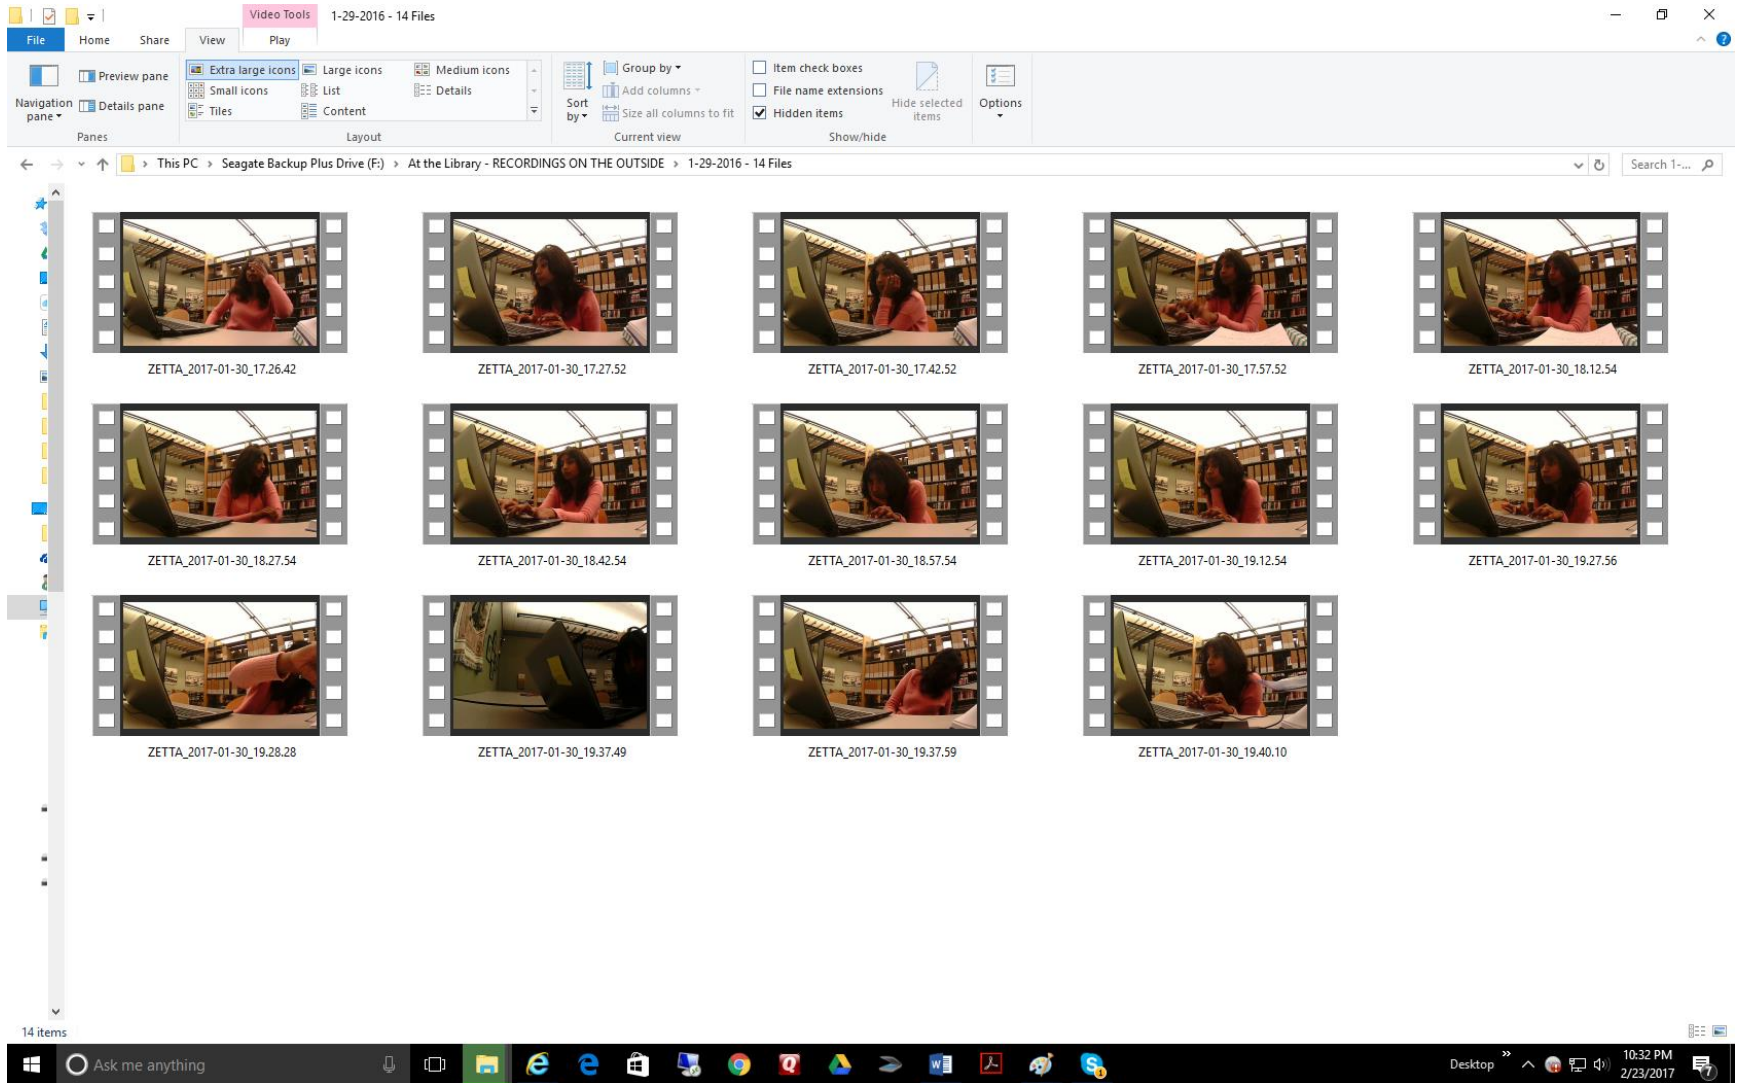 Video Tools 1-29-2016 - 14 Files
File Home Share View Play
Navigation pane
Preview pane
Details pane
Panes
Extra large icons Large icons Medium icons
Small icons List Details
Tiles Content
Layout
Sort by
Group by
Add columns
Size all columns to fit
Current view
Item check boxes
File name extensions
Hidden items
Hide selected items
Show/hide
Options
This PC > Seagate Backup Plus Drive (F:) > At the Library - RECORDINGS ON THE OUTSIDE > 1-29-2016 - 14 Files
Search 1-...
ZETTA_2017-01-30_17.26.42 ZETTA_2017-01-30_17.27.52 ZETTA_2017-01-30_17.42.52 ZETTA_2017-01-30_17.57.52 ZETTA_2017-01-30_18.12.54
ZETTA_2017-01-30_18.27.54 ZETTA_2017-01-30_18.42.54 ZETTA_2017-01-30_18.57.54 ZETTA_2017-01-30_19.12.54 ZETTA_2017-01-30_19.27.56
ZETTA_2017-01-30_19.28.28 ZETTA_2017-01-30_19.37.49 ZETTA_2017-01-30_19.37.59 ZETTA_2017-01-30_19.40.10
14 items
Ask me anything
Desktop
10:32 PM
2/23/2017